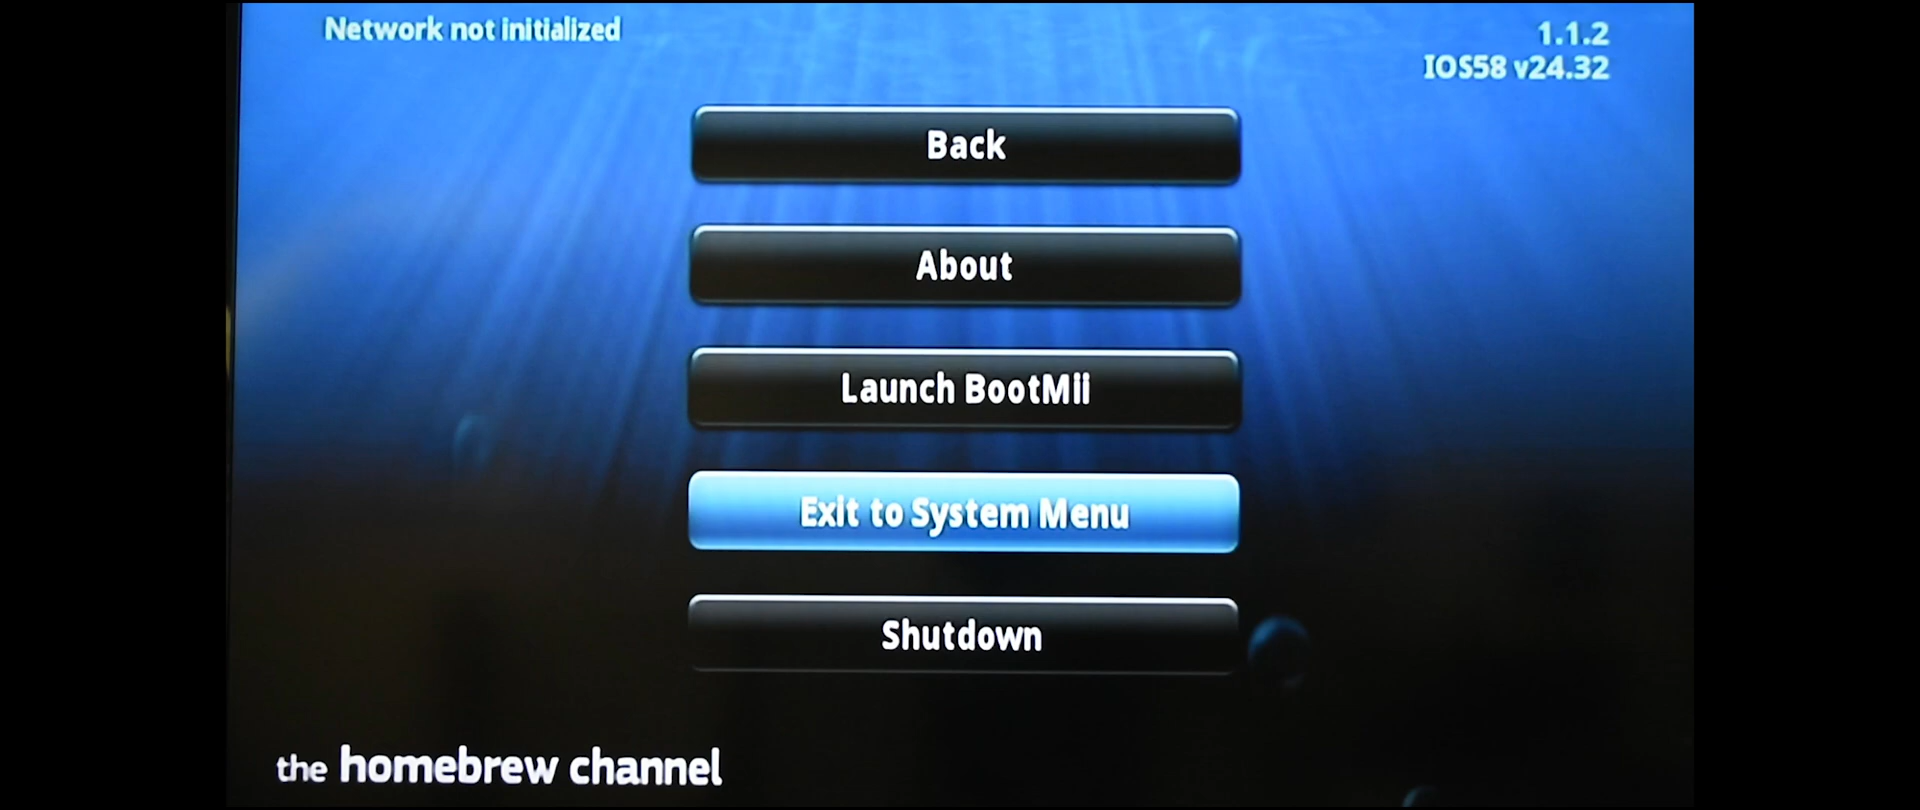 Network not initialized
1.1.2
IOS58 v24.32
Back
About
Launch BootMii
Exit to System Menu
Shutdown
the homebrew channel